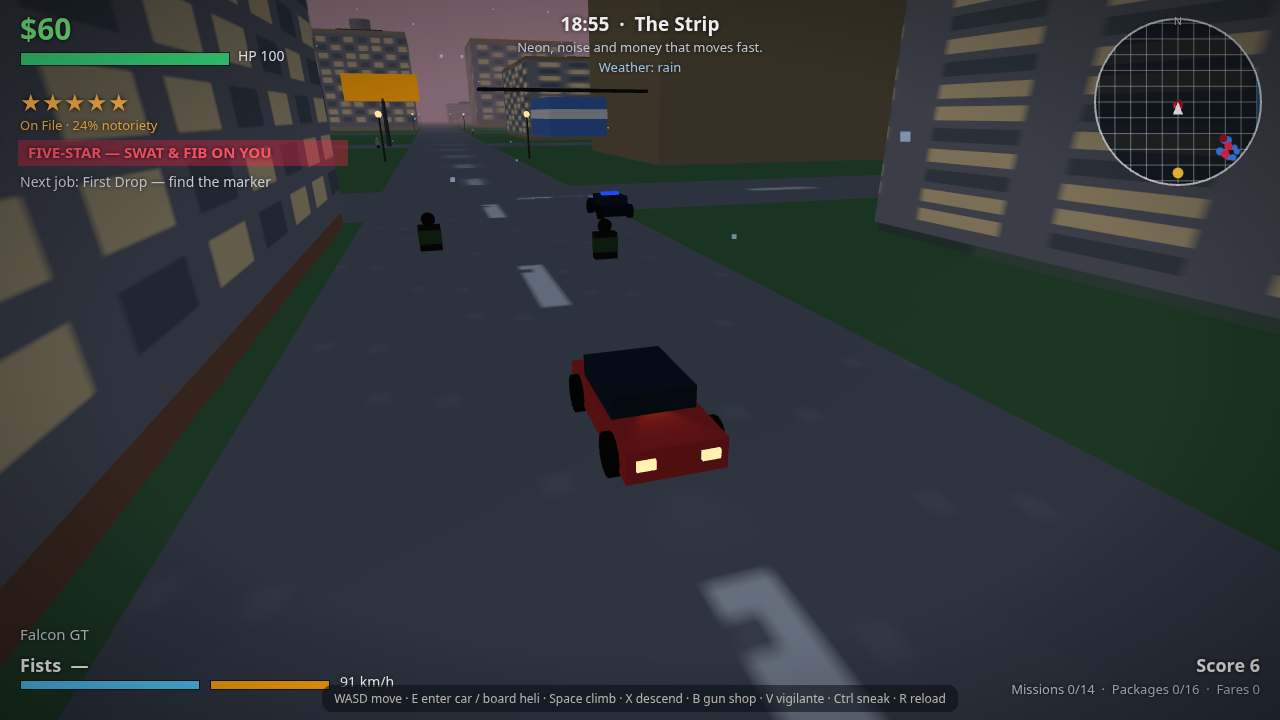 $60
HP 100
18:55 · The Strip
Neon, noise and money that moves fast.
Weather: rain
N
★★★★★
On File · 24% notoriety
FIVE-STAR — SWAT & FIB ON YOU
Next job: First Drop — find the marker
Falcon GT
Fists —
91 km/h
WASD move · E enter car / board heli · Space climb · X descend · B gun shop · V vigilante · Ctrl sneak · R reload
Score 6
Missions 0/14 · Packages 0/16 · Fares 0